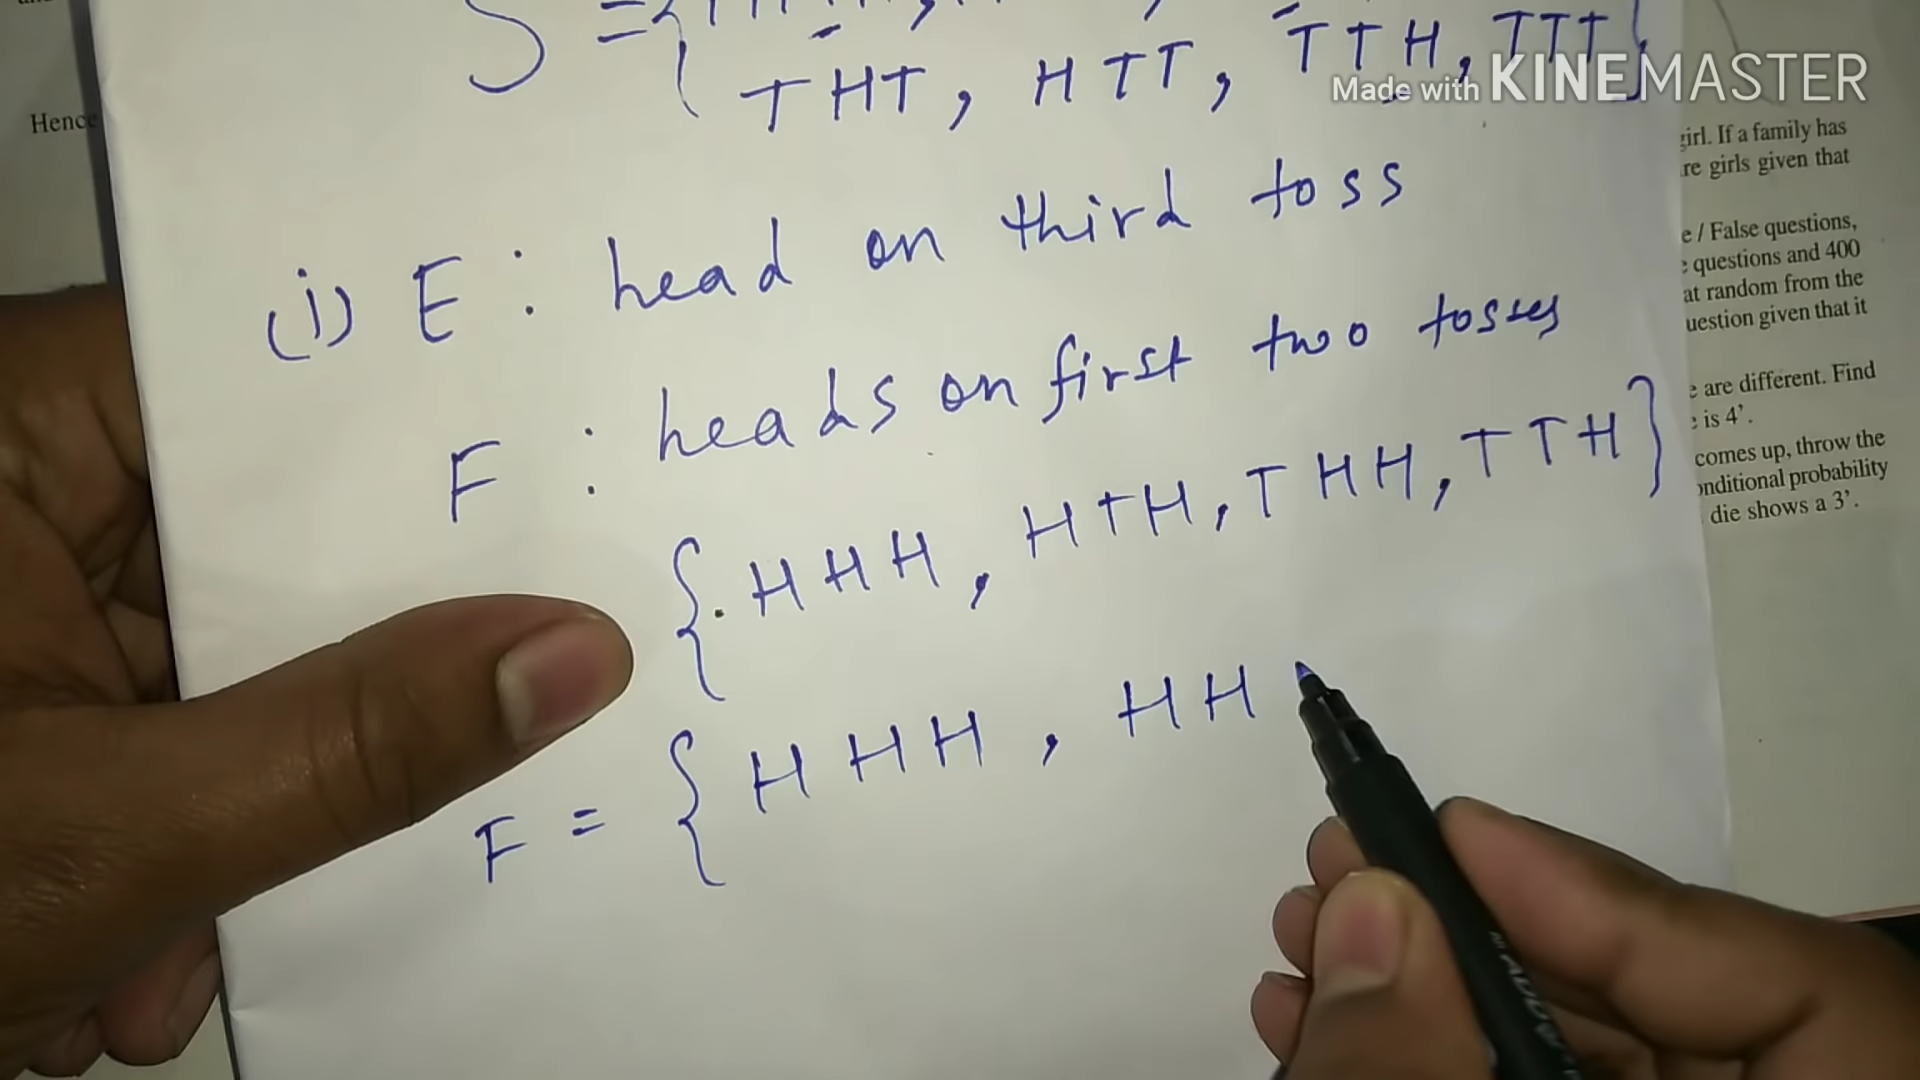 S = {
THT, HTT, TTH, TTT}
Made with KINEMASTER
Hence
(i) E : head on third toss
F : heads on first two tosses
{HHH, HTH, THH, TTH}
F = { HHH, HH
girl. If a family has
re girls given that
e / False questions,
questions and 400
at random from the
uestion given that it
are different. Find
is 4’.
comes up, throw the
onditional probability
die shows a 3’.